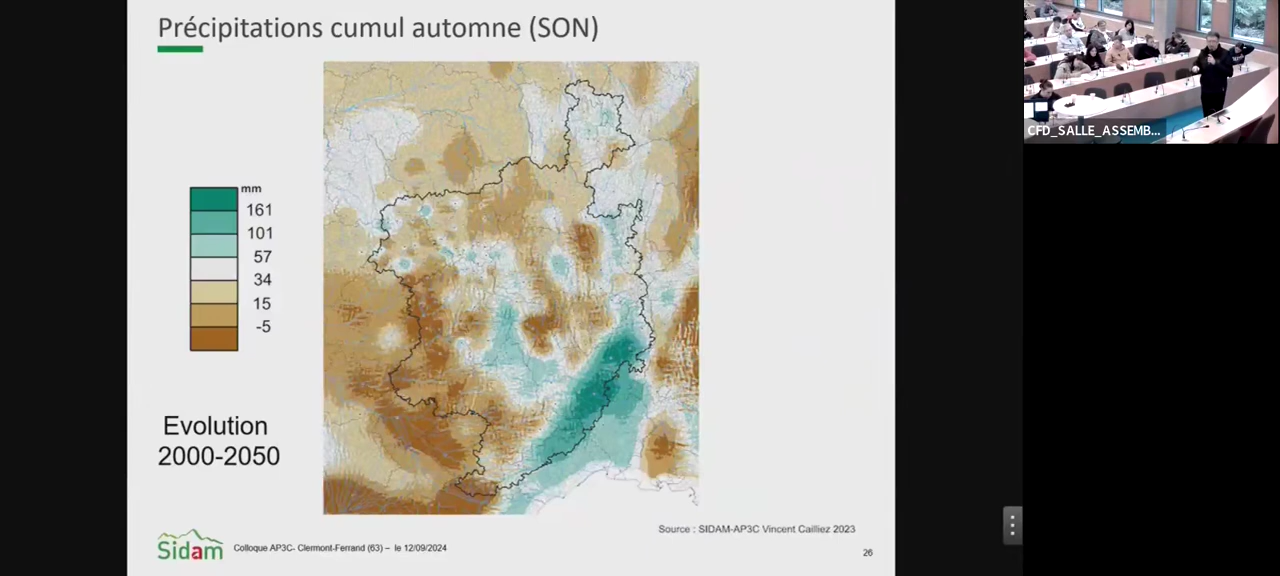 Précipitations cumul automne (SON)
mm
161
101
57
34
15
-5
Evolution
2000-2050
Source : SIDAM-AP3C Vincent Cailliez 2023
Sidam
Colloque AP3C- Clermont-Ferrand (63) – le 12/09/2024
26
CFD_SALLE_ASSEMB...